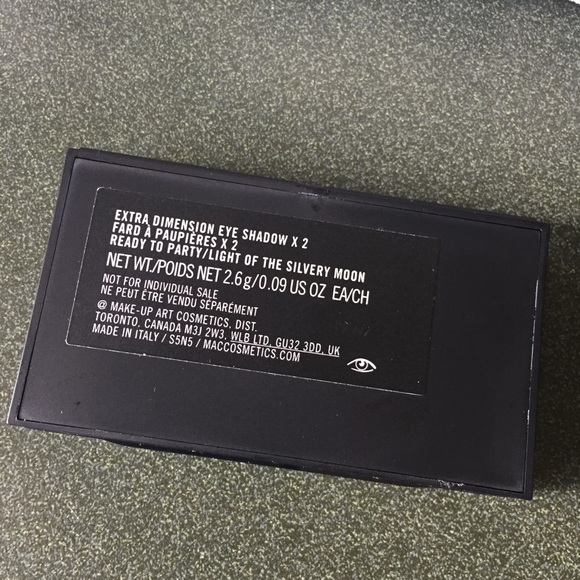 EXTRA DIMENSION EYE SHADOW X 2
FARD À PAUPIÈRES X 2
READY TO PARTY/LIGHT OF THE SILVERY MOON
NET WT./POIDS NET 2.6g/0.09 US OZ EA/CH
NOT FOR INDIVIDUAL SALE
NE PEUT ÊTRE VENDU SÉPARÉMENT
@ MAKE-UP ART COSMETICS, DIST.
TORONTO, CANADA M3J 2W3, WLB LTD, GU32 3DD, UK
MADE IN ITALY / S5N5 / MACCOSMETICS.COM